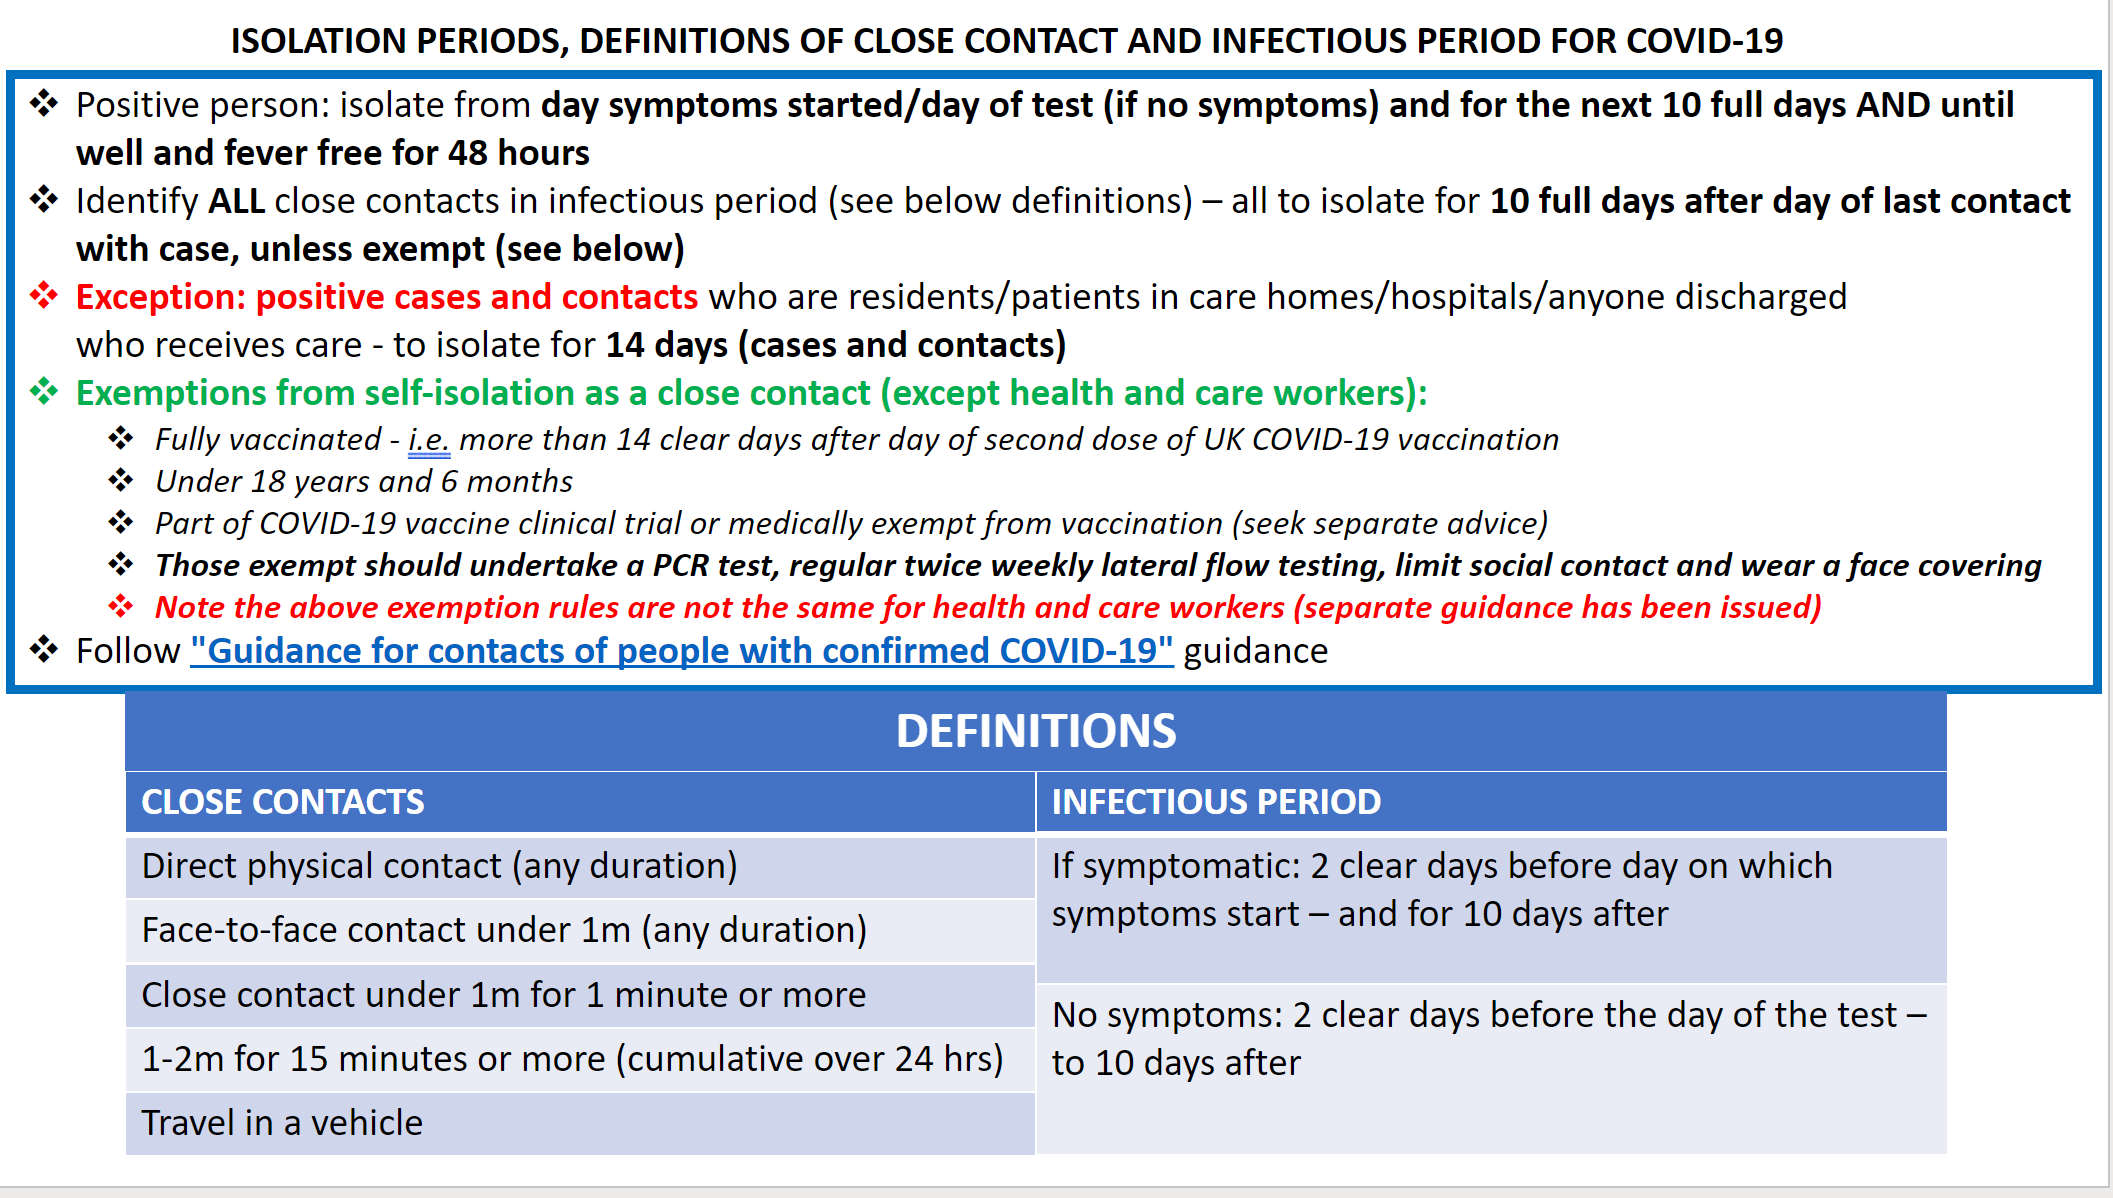 ISOLATION PERIODS, DEFINITIONS OF CLOSE CONTACT AND INFECTIOUS PERIOD FOR COVID-19
❖ Positive person: isolate from day symptoms started/day of test (if no symptoms) and for the next 10 full days AND until
well and fever free for 48 hours
❖ Identify ALL close contacts in infectious period (see below definitions) – all to isolate for 10 full days after day of last contact
with case, unless exempt (see below)
❖ Exception: positive cases and contacts who are residents/patients in care homes/hospitals/anyone discharged
who receives care - to isolate for 14 days (cases and contacts)
❖ Exemptions from self-isolation as a close contact (except health and care workers):
❖ Fully vaccinated - i.e. more than 14 clear days after day of second dose of UK COVID-19 vaccination
❖ Under 18 years and 6 months
❖ Part of COVID-19 vaccine clinical trial or medically exempt from vaccination (seek separate advice)
❖ Those exempt should undertake a PCR test, regular twice weekly lateral flow testing, limit social contact and wear a face covering
❖ Note the above exemption rules are not the same for health and care workers (separate guidance has been issued)
❖ Follow "Guidance for contacts of people with confirmed COVID-19" guidance
DEFINITIONS
CLOSE CONTACTS
Direct physical contact (any duration)
Face-to-face contact under 1m (any duration)
Close contact under 1m for 1 minute or more
1-2m for 15 minutes or more (cumulative over 24 hrs)
Travel in a vehicle
INFECTIOUS PERIOD
If symptomatic: 2 clear days before day on which
symptoms start – and for 10 days after
No symptoms: 2 clear days before the day of the test –
to 10 days after